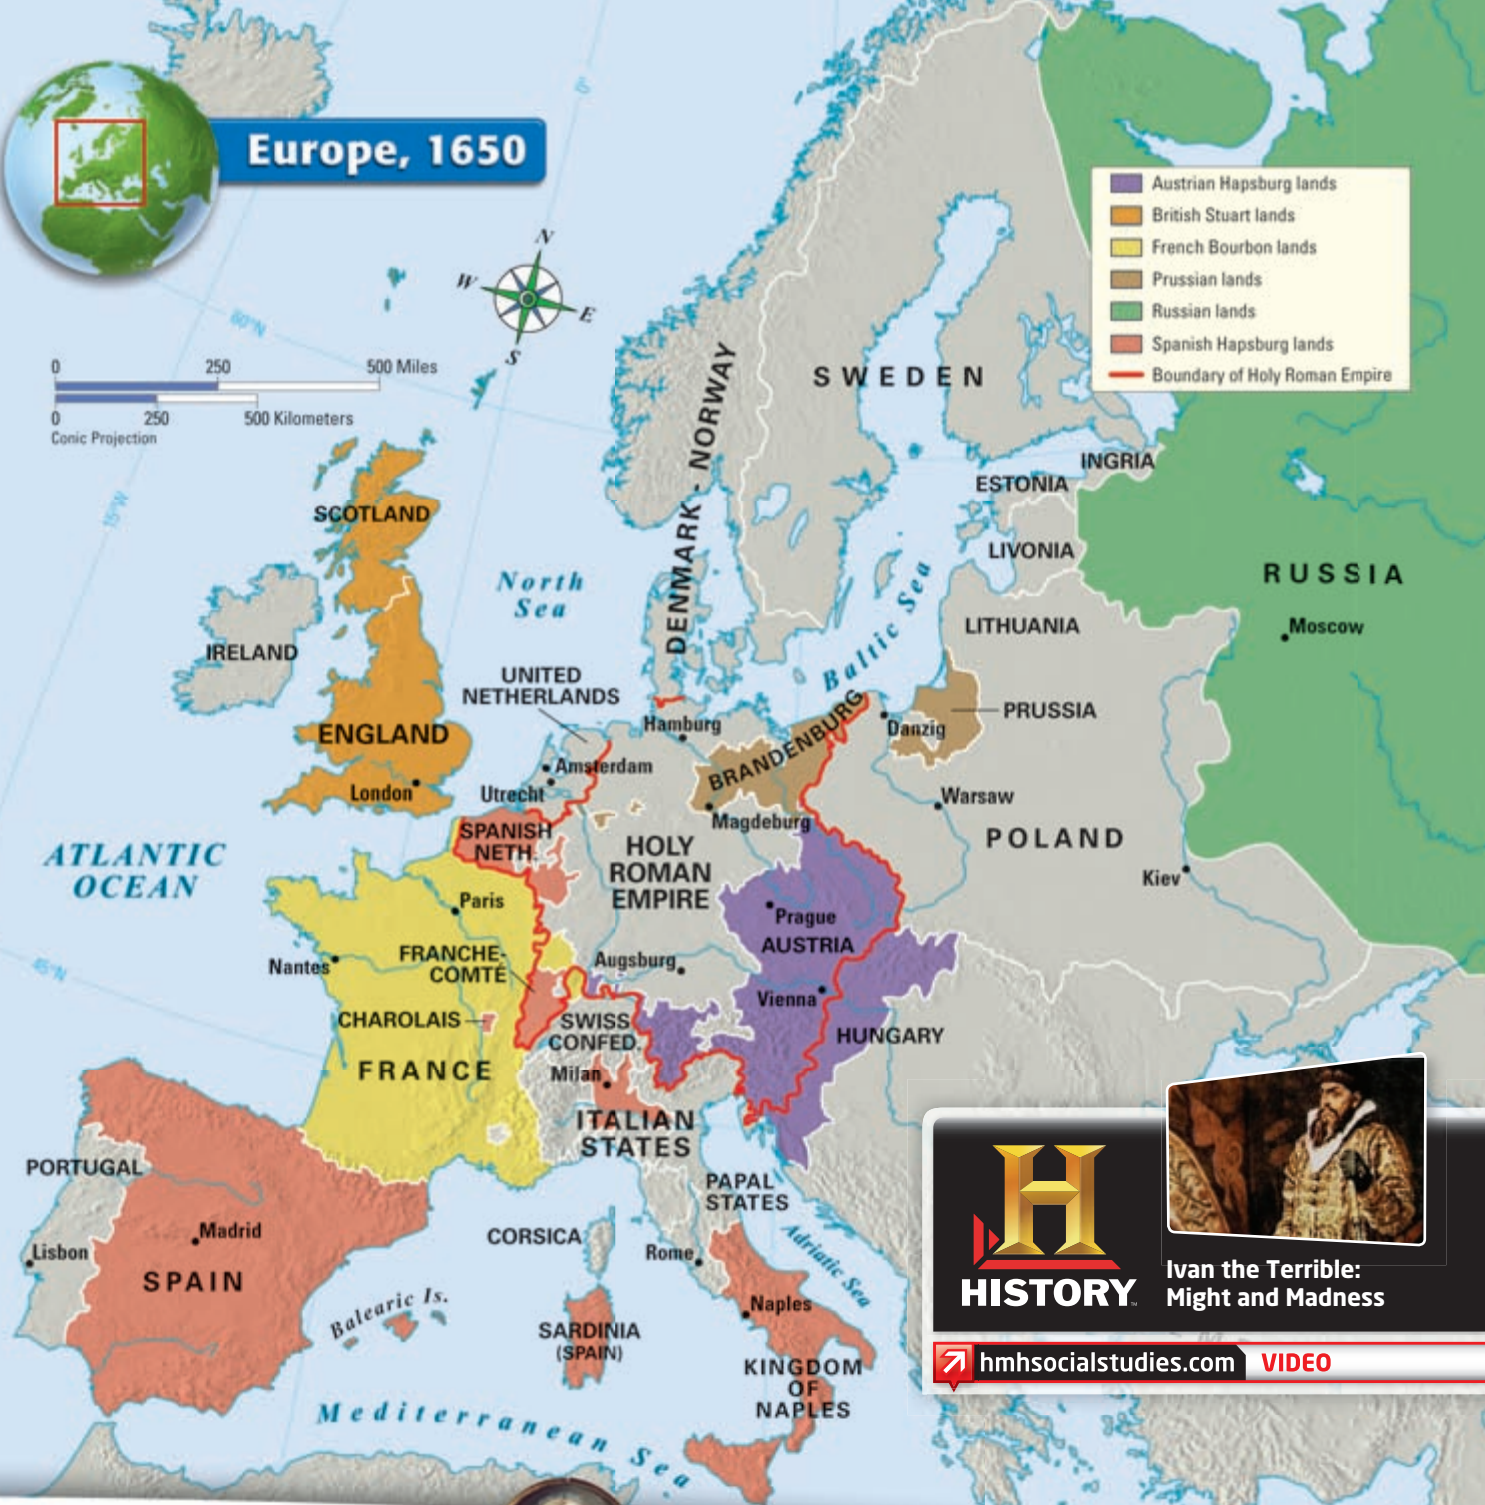 Europe, 1650
Austrian Hapsburg lands
British Stuart lands
French Bourbon lands
Prussian lands
Russian lands
Spanish Hapsburg lands
Boundary of Holy Roman Empire
N
W
E
S
0°
60°N
0 250 500 Miles
0 250 500 Kilometers
Conic Projection
15°W
SWEDEN
DENMARK - NORWAY
INGRIA
ESTONIA
LIVONIA
SCOTLAND
North
Sea
RUSSIA
Moscow
LITHUANIA
Baltic Sea
IRELAND
UNITED
NETHERLANDS
PRUSSIA
Hamburg
Danzig
ENGLAND
BRANDENBURG
Amsterdam
London
Utrecht
Warsaw
Magdeburg
SPANISH
NETH.
POLAND
HOLY
ROMAN
EMPIRE
ATLANTIC
OCEAN
Kiev
Paris
Prague
AUSTRIA
FRANCHE-
COMTÉ
Augsburg
Nantes
45°N
Vienna
CHAROLAIS
SWISS
CONFED.
HUNGARY
FRANCE
Milan
ITALIAN
STATES
PORTUGAL
PAPAL
STATES
Madrid
CORSICA
Rome
Adriatic Sea
Lisbon
SPAIN
Balearic Is.
Naples
SARDINIA
(SPAIN)
KINGDOM
OF
NAPLES
Mediterranean Sea
H
HISTORY
Ivan the Terrible:
Might and Madness
hmhsocialstudies.com VIDEO